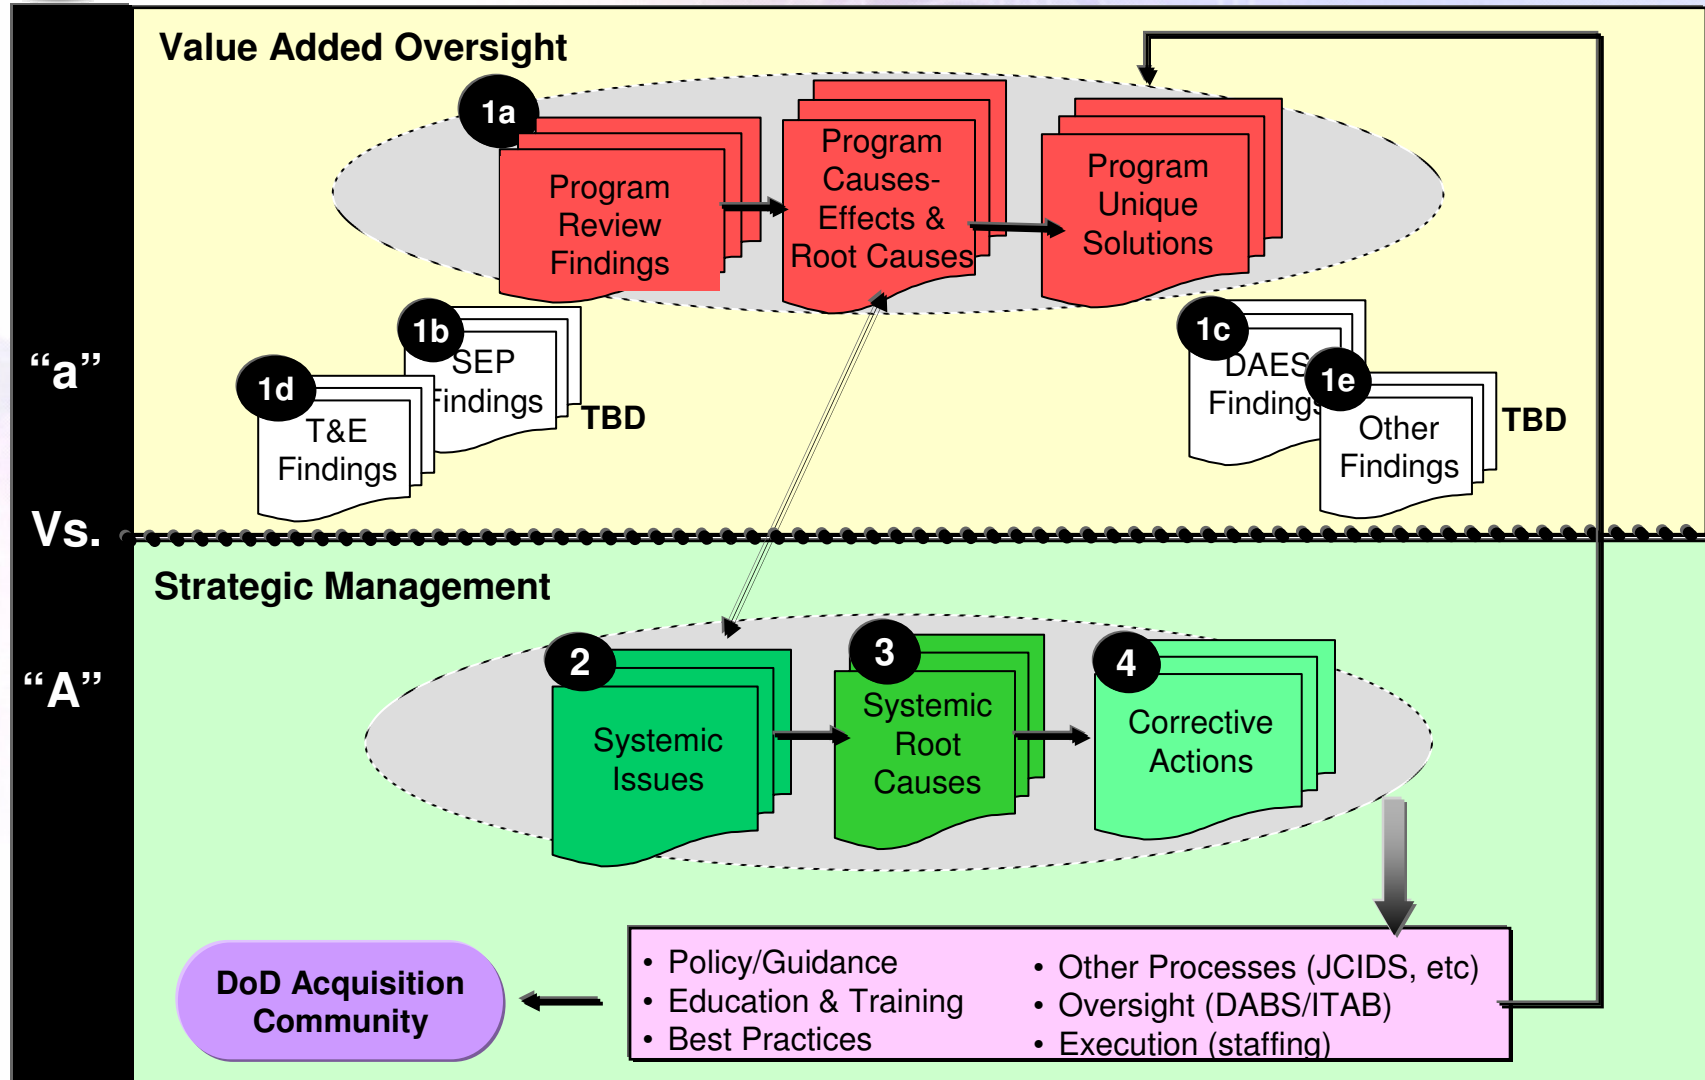 Value Added Oversight
1a
Program
Review
Findings
Program
Causes-
Effects &
Root Causes
Program
Unique
Solutions
1b
SEP
Findings
TBD
1d
T&E
Findings
1c
DAES
Findings
1e
Other
Findings
TBD
“a”
Vs.
“A”
Strategic Management
2
Systemic
Issues
3
Systemic
Root
Causes
4
Corrective
Actions
DoD Acquisition
Community
• Policy/Guidance
• Education & Training
• Best Practices
• Other Processes (JCIDS, etc)
• Oversight (DABS/ITAB)
• Execution (staffing)